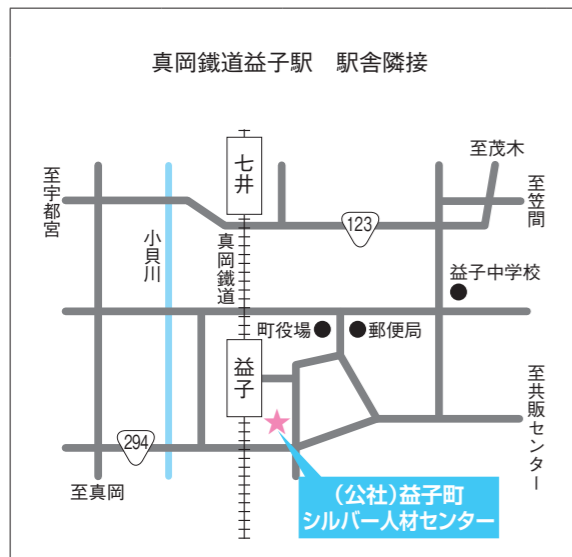 真岡鐵道益子駅　駅舎隣接
至茂木
七井
至宇都宮
至笠間
123
小貝川
真岡鐵道
益子中学校
町役場
郵便局
益子
至共販センター
294
至真岡
（公社）益子町
シルバー人材センター